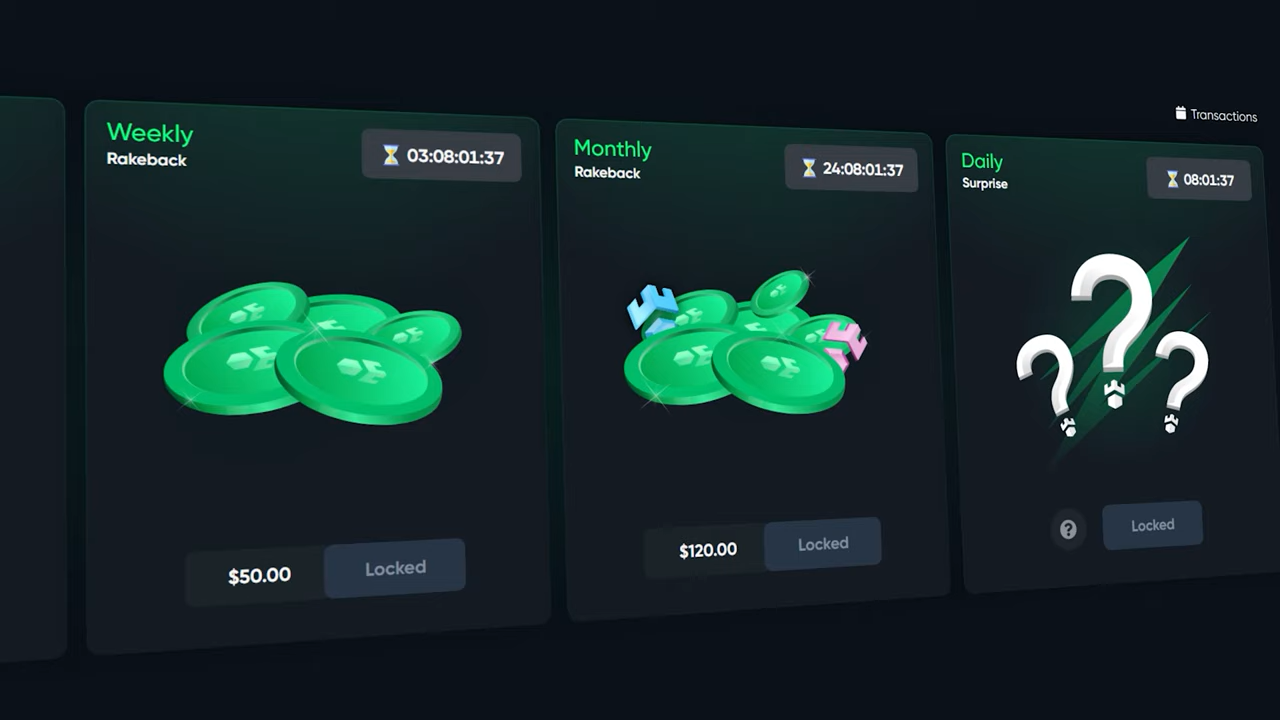 Transactions
Weekly
Rakeback
03:08:01:37
$50.00
Locked
Monthly
Rakeback
24:08:01:37
$120.00
Locked
Daily
Surprise
08:01:37
?
Locked